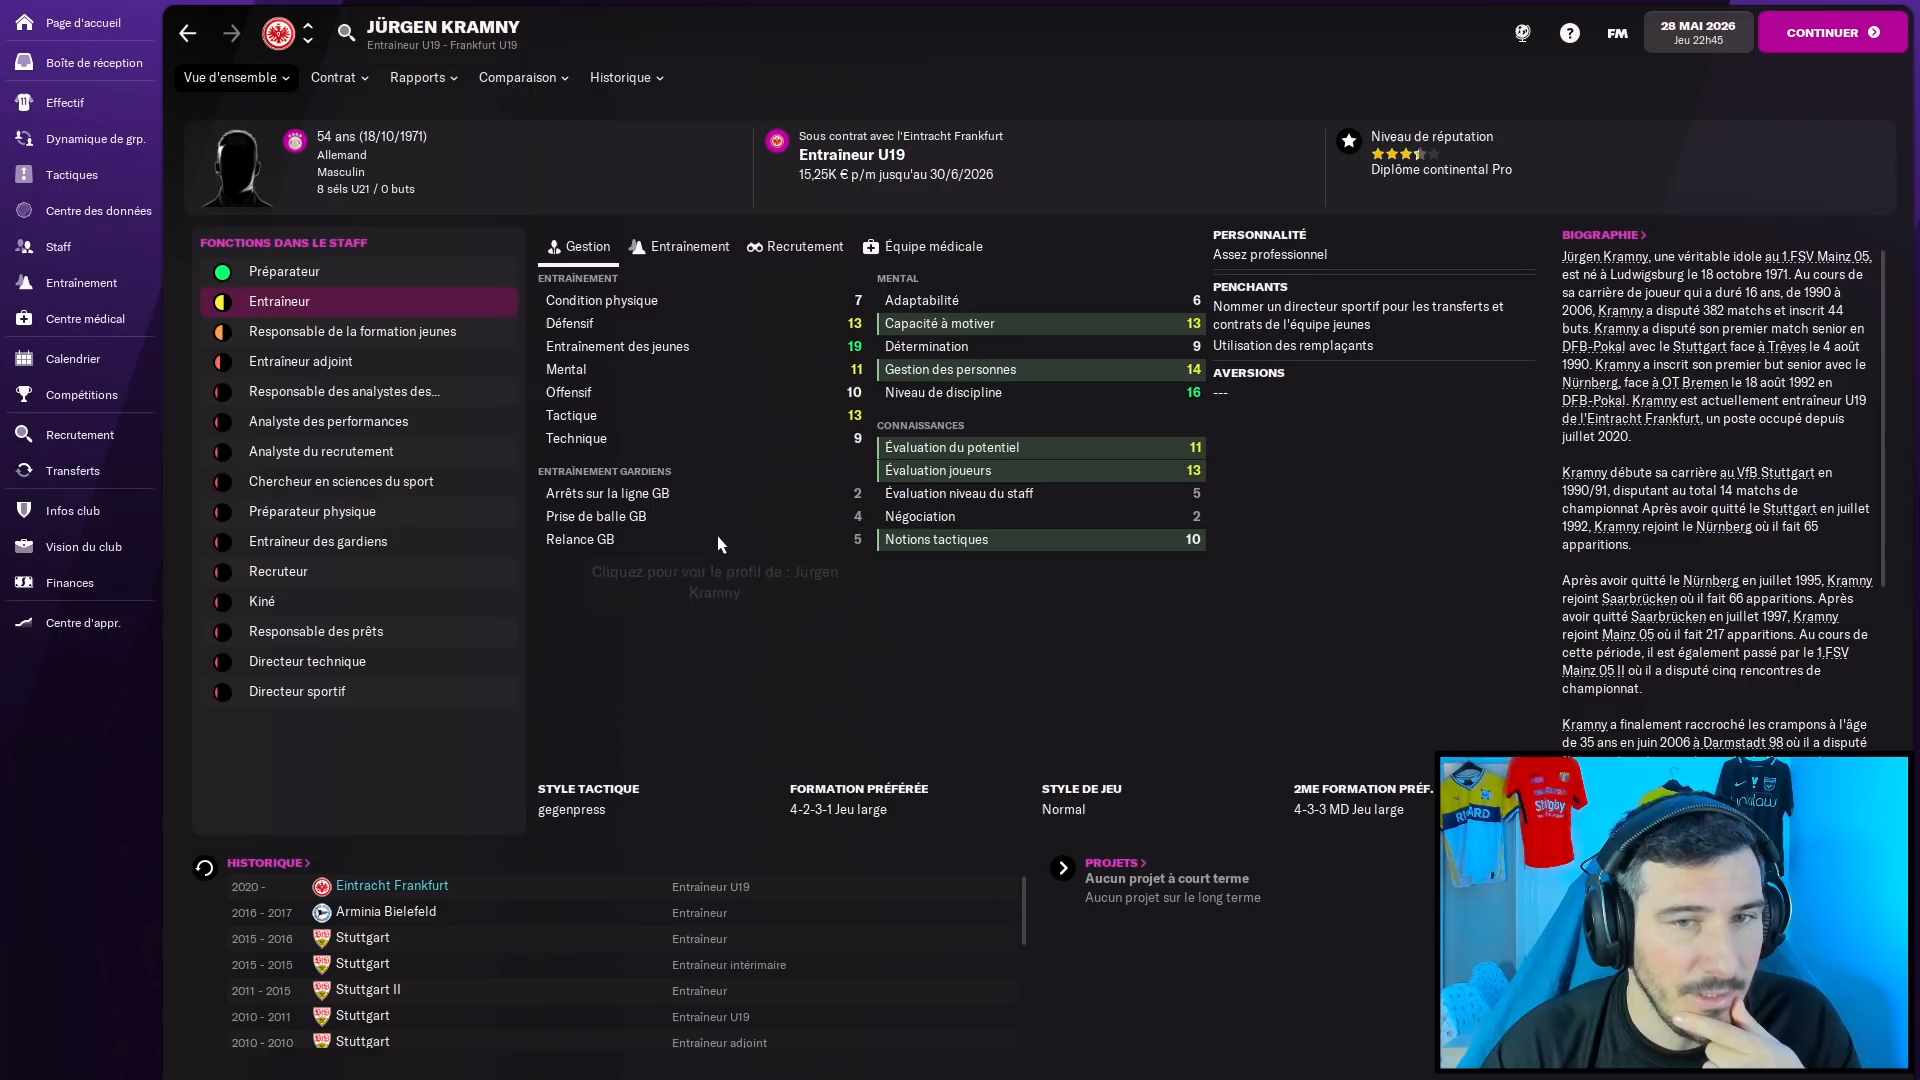 Page d'accueil
Boîte de réception
Effectif
Dynamique de grp.
Tactiques
Centre des données
Staff
Entraînement
Centre médical
Calendrier
Compétitions
Recrutement
Transferts
Infos club
Vision du club
Finances
Centre d'appr.
JÜRGEN KRAMNY
Entraîneur U19 - Frankfurt U19
FM
28 MAI 2026
Jeu 22h45
CONTINUER
Vue d'ensemble
Contrat
Rapports
Comparaison
Historique
54 ans (18/10/1971)
Allemand
Masculin
8 séls U21 / 0 buts
Sous contrat avec l'Eintracht Frankfurt
Entraîneur U19
15,25K € p/m jusqu'au 30/6/2026
Niveau de réputation
Diplôme continental Pro
FONCTIONS DANS LE STAFF
Préparateur
Entraîneur
Responsable de la formation jeunes
Entraîneur adjoint
Responsable des analystes des...
Analyste des performances
Analyste du recrutement
Chercheur en sciences du sport
Préparateur physique
Entraîneur des gardiens
Recruteur
Kiné
Responsable des prêts
Directeur technique
Directeur sportif
Gestion
Entraînement
Recrutement
Équipe médicale
ENTRAÎNEMENT
Condition physique 7
Défensif 13
Entraînement des jeunes 19
Mental 11
Offensif 10
Tactique 13
Technique 9
ENTRAÎNEMENT GARDIENS
Arrêts sur la ligne GB 2
Prise de balle GB 4
Relance GB 5
Cliquez pour voir le profil de : Jürgen
Kramny
MENTAL
Adaptabilité 6
Capacité à motiver 13
Détermination 9
Gestion des personnes 14
Niveau de discipline 16
CONNAISSANCES
Évaluation du potentiel 11
Évaluation joueurs 13
Évaluation niveau du staff 5
Négociation 2
Notions tactiques 10
PERSONNALITÉ
Assez professionnel
PENCHANTS
Nommer un directeur sportif pour les transferts et
contrats de l'équipe jeunes
Utilisation des remplaçants
AVERSIONS
---
BIOGRAPHIE
Jürgen Kramny, une véritable idole au 1.FSV Mainz 05,
est né à Ludwigsburg le 18 octobre 1971. Au cours de
sa carrière de joueur qui a duré 16 ans, de 1990 à
2006, Kramny a disputé 382 matchs et inscrit 44
buts. Kramny a disputé son premier match senior en
DFB-Pokal avec le Stuttgart face à Trêves le 4 août
1990. Kramny a inscrit son premier but senior avec le
Nürnberg, face à OT Bremen le 18 août 1992 en
DFB-Pokal. Kramny est actuellement entraîneur U19
de l'Eintracht Frankfurt, un poste occupé depuis
juillet 2020.
Kramny débute sa carrière au VfB Stuttgart en
1990/91, disputant au total 14 matchs de
championnat Après avoir quitté le Stuttgart en juillet
1992, Kramny rejoint le Nürnberg où il fait 65
apparitions.
Après avoir quitté le Nürnberg en juillet 1995, Kramny
rejoint Saarbrücken où il fait 66 apparitions. Après
avoir quitté Saarbrücken en juillet 1997, Kramny
rejoint Mainz 05 où il fait 217 apparitions. Au cours de
cette période, il est également passé par le 1.FSV
Mainz 05 II où il a disputé cinq rencontres de
championnat.
Kramny a finalement raccroché les crampons à l'âge
de 35 ans en juin 2006 à Darmstadt 98 où il a disputé
STYLE TACTIQUE
gegenpress
FORMATION PRÉFÉRÉE
4-2-3-1 Jeu large
STYLE DE JEU
Normal
2ME FORMATION PRÉF.
4-3-3 MD Jeu large
HISTORIQUE
2020 - Eintracht Frankfurt Entraîneur U19
2016 - 2017 Arminia Bielefeld Entraîneur
2015 - 2016 Stuttgart Entraîneur
2015 - 2015 Stuttgart Entraîneur intérimaire
2011 - 2015 Stuttgart II Entraîneur
2010 - 2011 Stuttgart Entraîneur U19
2010 - 2010 Stuttgart Entraîneur adjoint
PROJETS
Aucun projet à court terme
Aucun projet sur le long terme